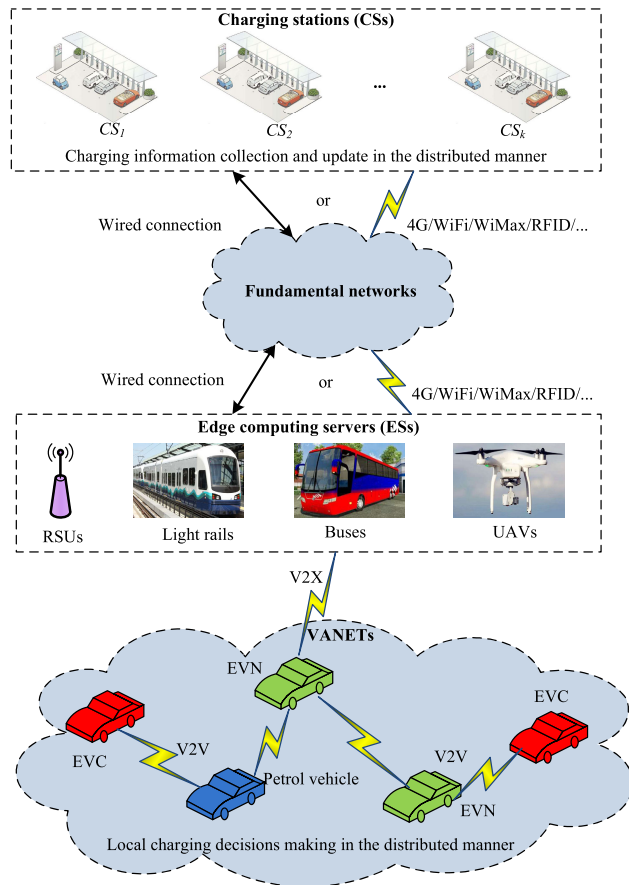 Charging stations (CSs)
...
CS1
CS2
CSk
Charging information collection and update in the distributed manner
or
Wired connection
4G/WiFi/WiMax/RFID/...
Fundamental networks
Wired connection
or
4G/WiFi/WiMax/RFID/...
Edge computing servers (ESs)
RSUs
Light rails
Buses
UAVs
V2X
VANETs
EVN
EVC
EVC
V2V
V2V
Petrol vehicle
EVN
Local charging decisions making in the distributed manner